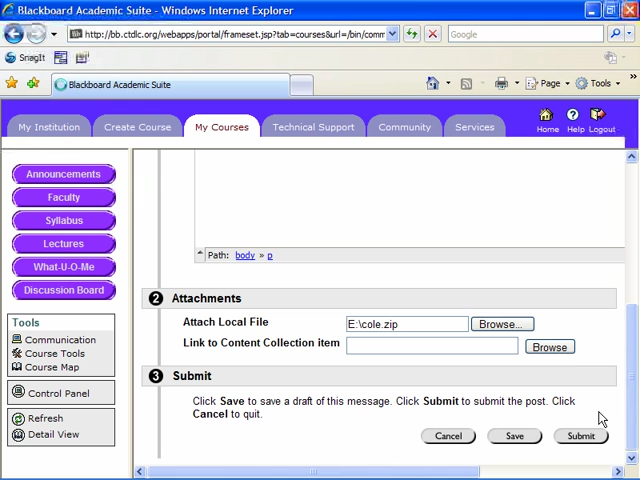 Blackboard Academic Suite - Windows Internet Explorer
http://bb.ctdlc.org/webapps/portal/frameset.jsp?tab=courses&url=/bin/comm
Google
SnagIt
Blackboard Academic Suite
Page
Tools
My Institution
Create Course
My Courses
Technical Support
Community
Services
Home
Help
Logout
Announcements
Faculty
Syllabus
Lectures
What-U-O-Me
Discussion Board
Tools
Communication
Course Tools
Course Map
Control Panel
Refresh
Detail View
Path: body » p
2 Attachments
Attach Local File E:\cole.zip Browse...
Link to Content Collection item Browse
3 Submit
Click Save to save a draft of this message. Click Submit to submit the post. Click
Cancel to quit.
Cancel Save Submit